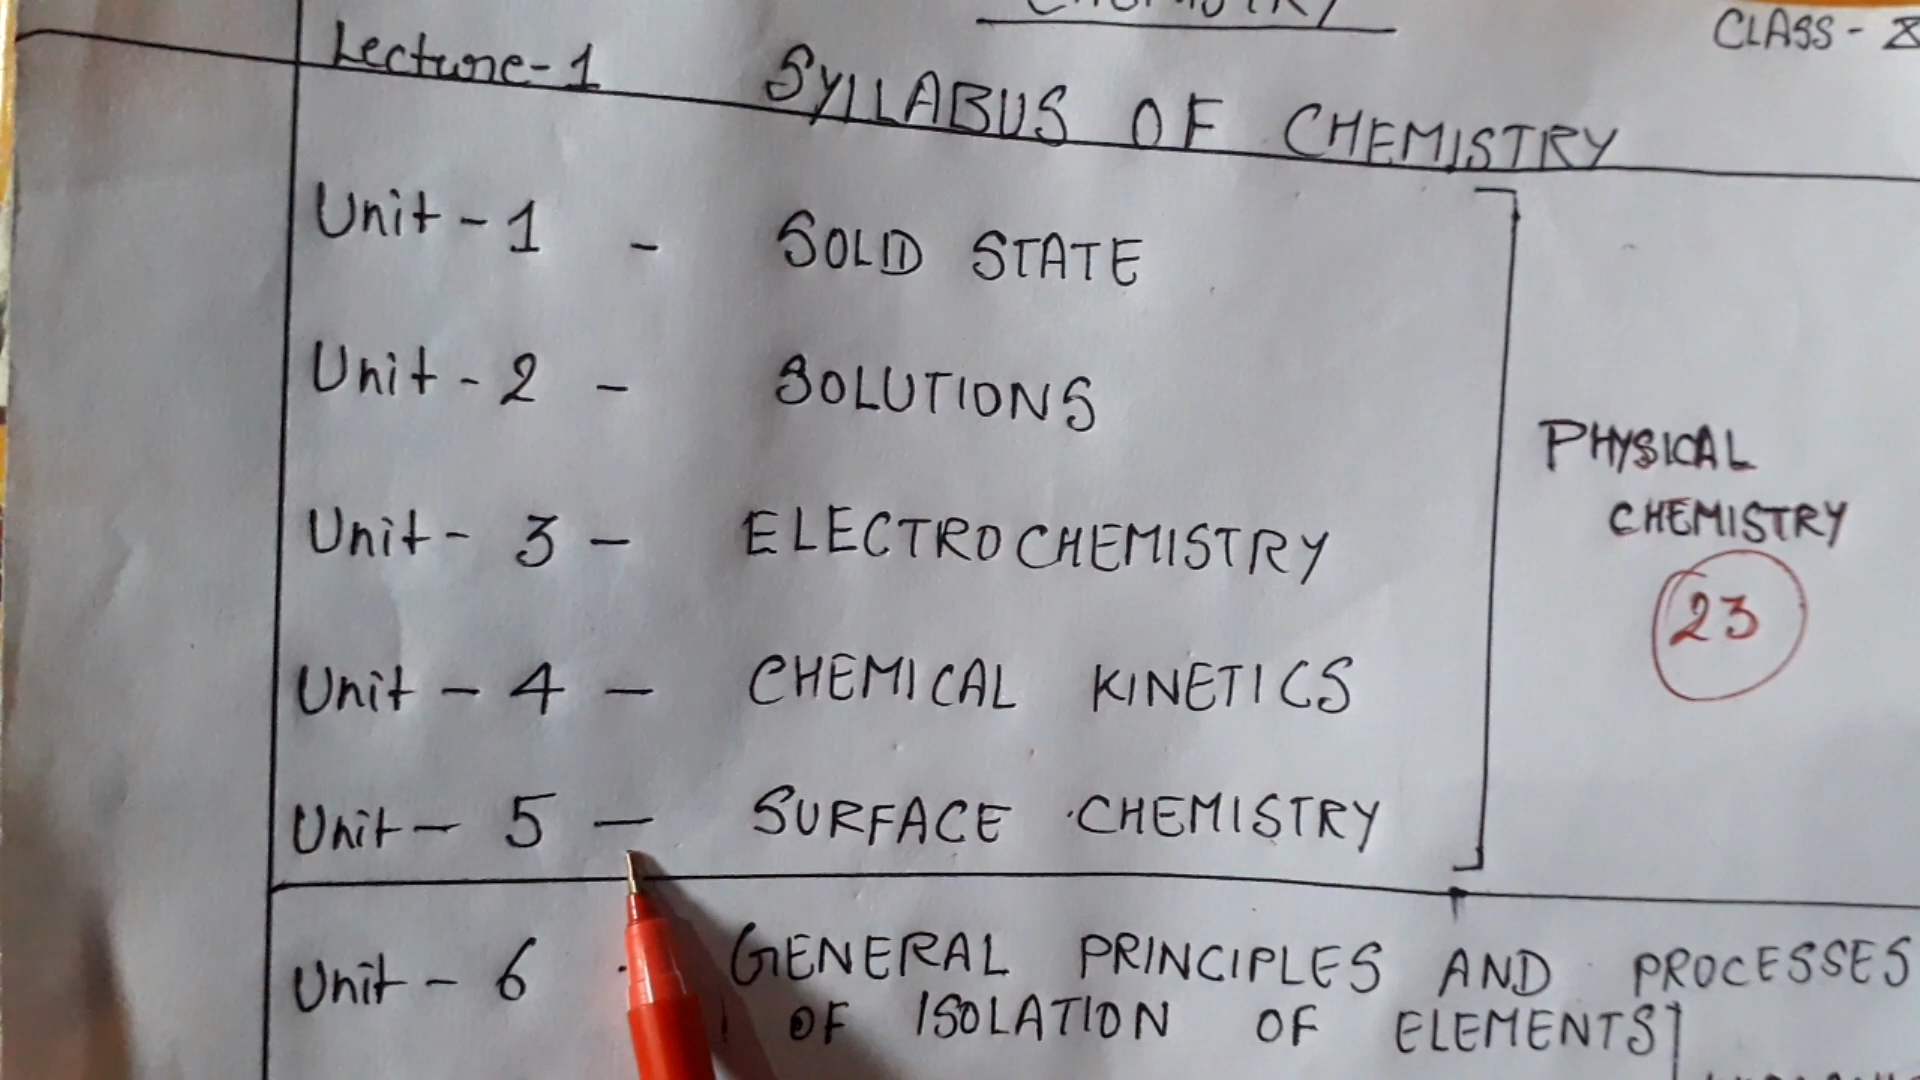 CHEMISTRY
CLASS -
Lecture-1 SYLLABUS OF CHEMISTRY
Unit - 1 - SOLID STATE
Unit - 2 - SOLUTIONS
Unit - 3 - ELECTROCHEMISTRY
Unit - 4 - CHEMICAL KINETICS
Unit - 5 - SURFACE CHEMISTRY
PHYSICAL
CHEMISTRY
23
Unit - 6 GENERAL PRINCIPLES AND PROCESSES
OF ISOLATION OF ELEMENTS